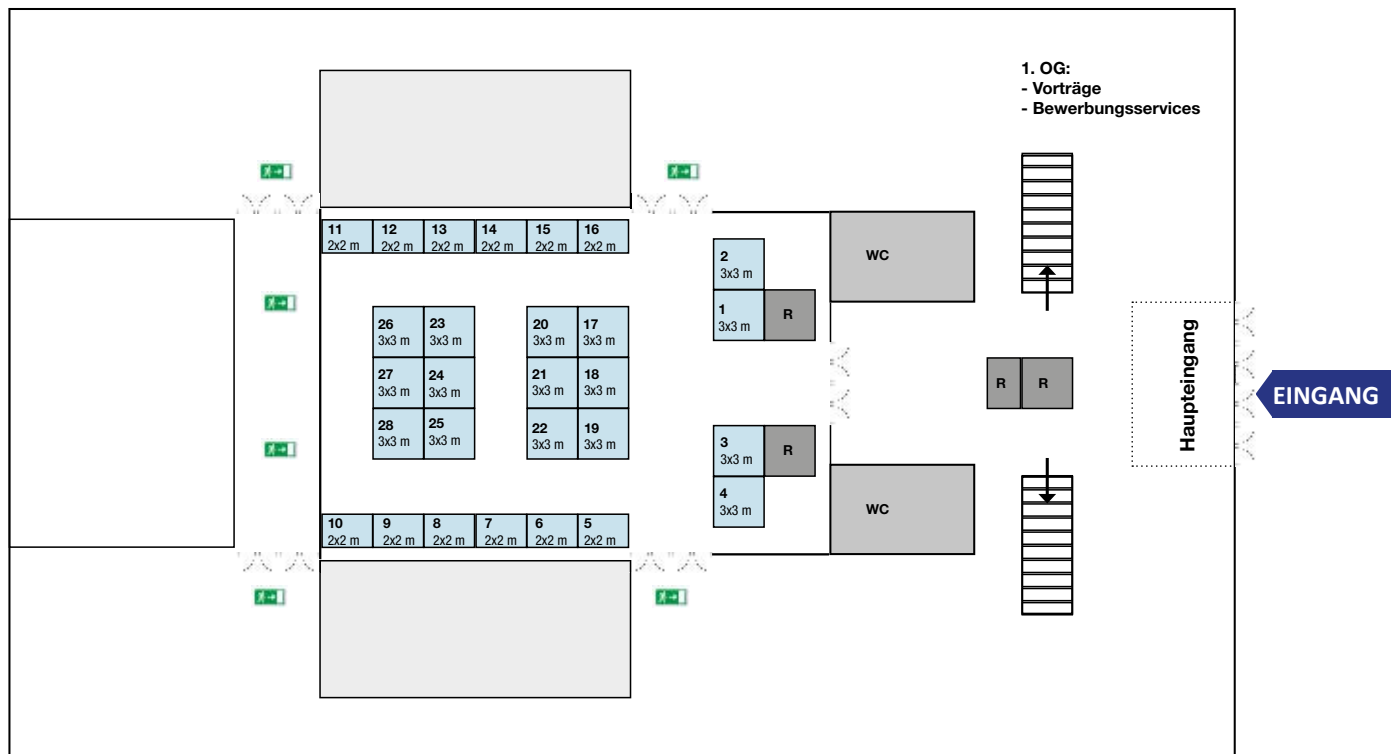 1. OG:
- Vorträge
- Bewerbungsservices
11
2x2 m
12
2x2 m
13
2x2 m
14
2x2 m
15
2x2 m
16
2x2 m
2
3x3 m
WC
1
3x3 m
R
26
3x3 m
23
3x3 m
20
3x3 m
17
3x3 m
27
3x3 m
24
3x3 m
21
3x3 m
18
3x3 m
R
R
Haupteingang
EINGANG
28
3x3 m
25
3x3 m
22
3x3 m
19
3x3 m
3
3x3 m
R
4
3x3 m
WC
10
2x2 m
9
2x2 m
8
2x2 m
7
2x2 m
6
2x2 m
5
2x2 m